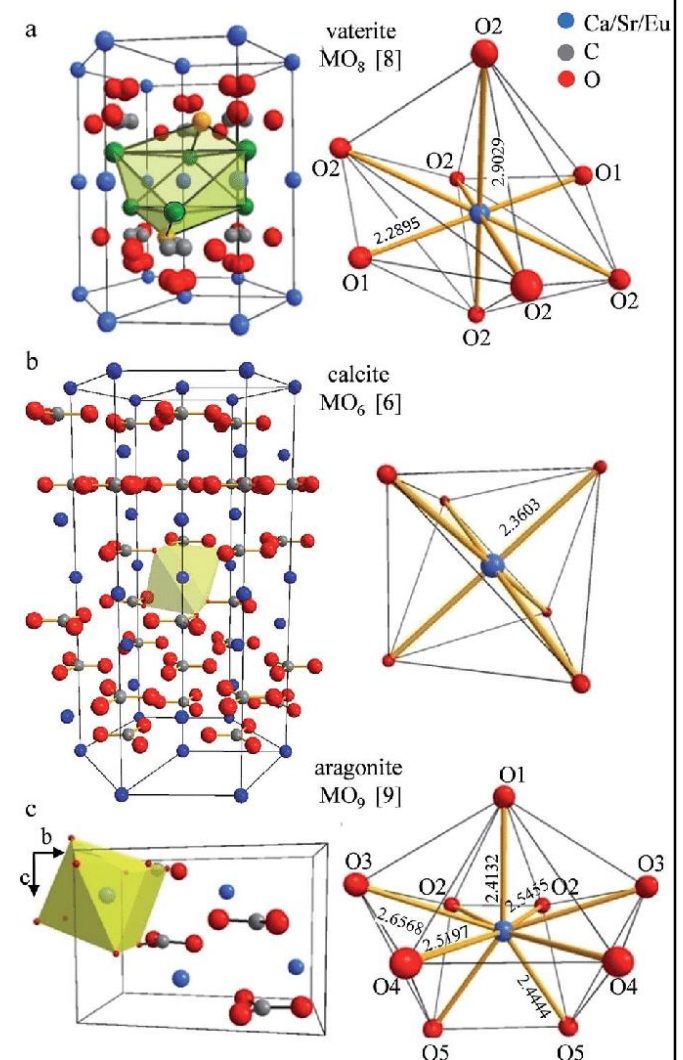 a
vaterite
MO8 [8]
Ca/Sr/Eu
C
O
O2
O2
O2
O1
2.9029
2.2895
O1
O2
O2
O2
b
calcite
MO6 [6]
2.3603
aragonite
MO9 [9]
c
b
c
O1
O3
O3
O2
O2
2.4132
2.5435
2.6568
2.5197
O4
O4
2.4444
O5
O5